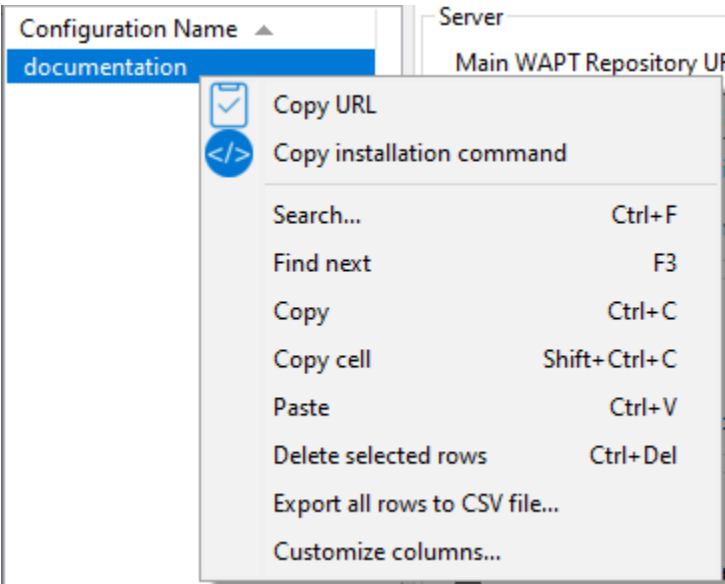 Configuration Name
Server
documentation
Main WAPT Repository
Copy URL
</> Copy installation command
Search... Ctrl+F
Find next F3
Copy Ctrl+C
Copy cell Shift+Ctrl+C
Paste Ctrl+V
Delete selected rows Ctrl+Del
Export all rows to CSV file...
Customize columns...